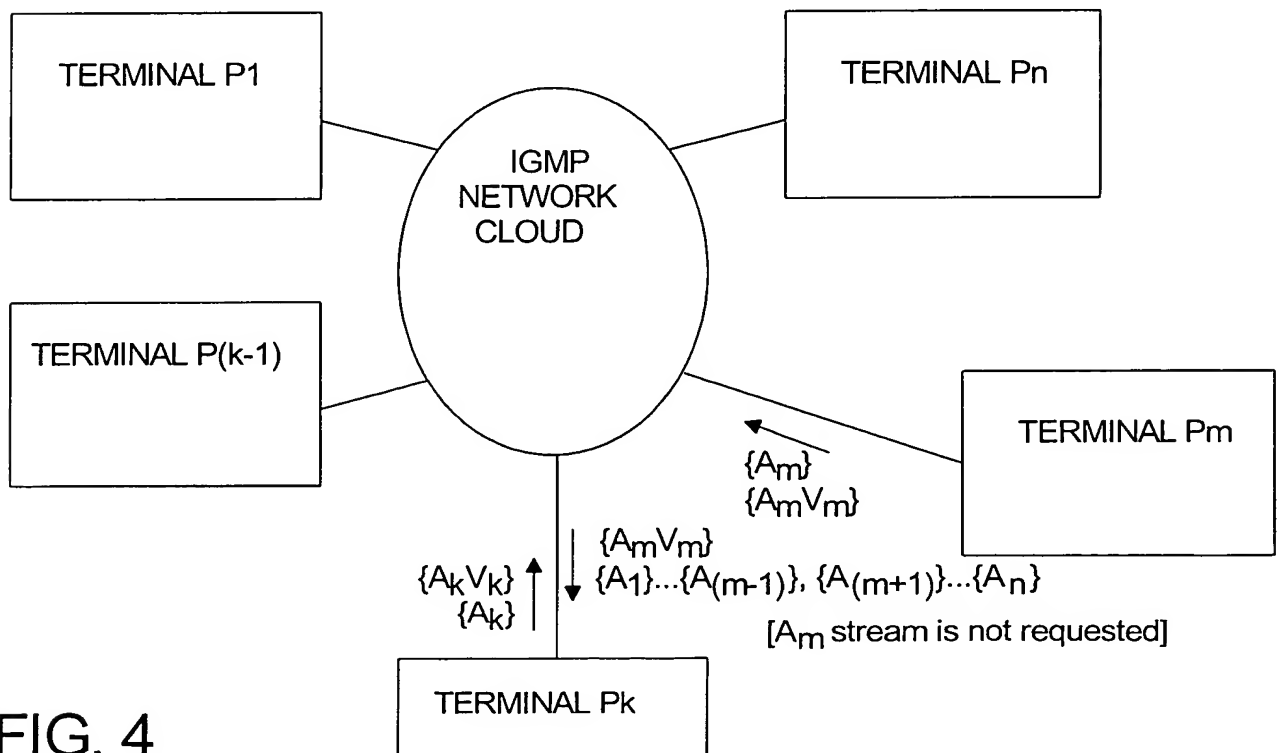 TERMINAL P1
TERMINAL Pn
IGMP
NETWORK
CLOUD
TERMINAL P(k-1)
TERMINAL Pm
{Am}
{AmVm}
{AmVm}
{A1}...{A(m-1)}, {A(m+1)}...{An}
[Am stream is not requested]
{AkVk}
{Ak}
TERMINAL Pk
FIG. 4